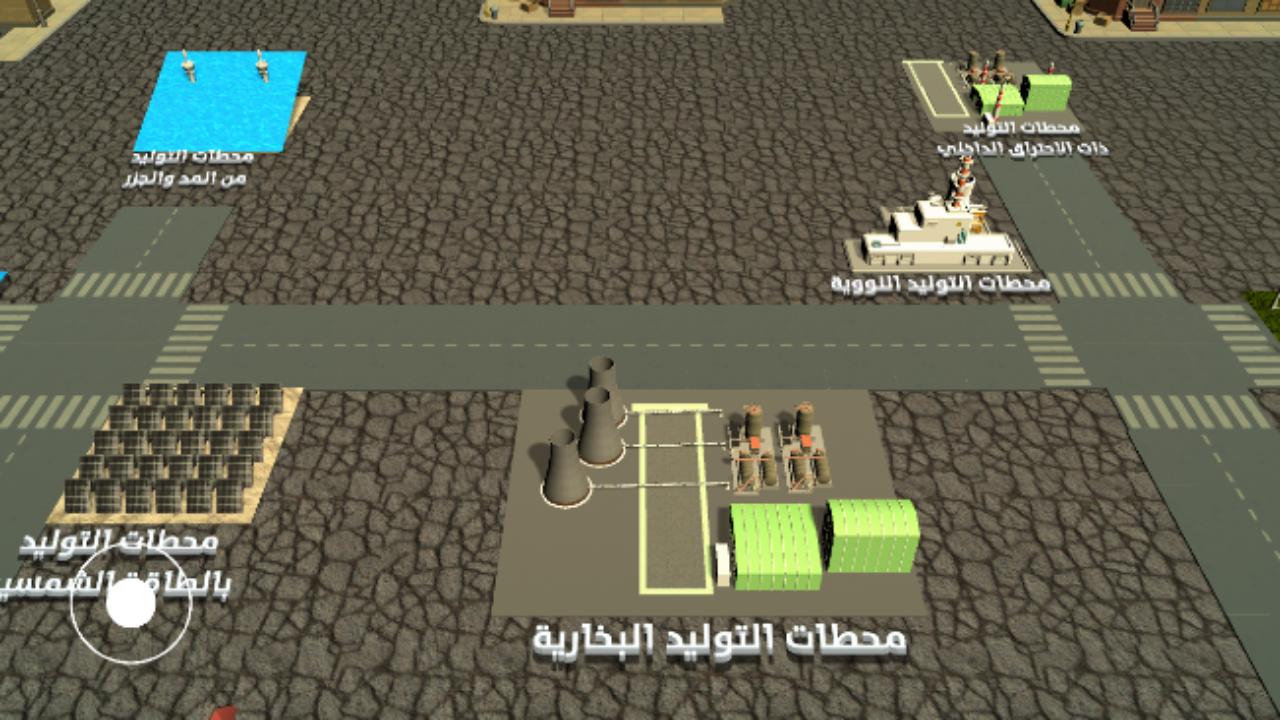 محطات التوليد
من المد والجزر
محطات التوليد
ذات الاحتراق الداخلي
محطات التوليد النووية
محطات التوليد
بالطاقة الشمسية
محطات التوليد البخارية